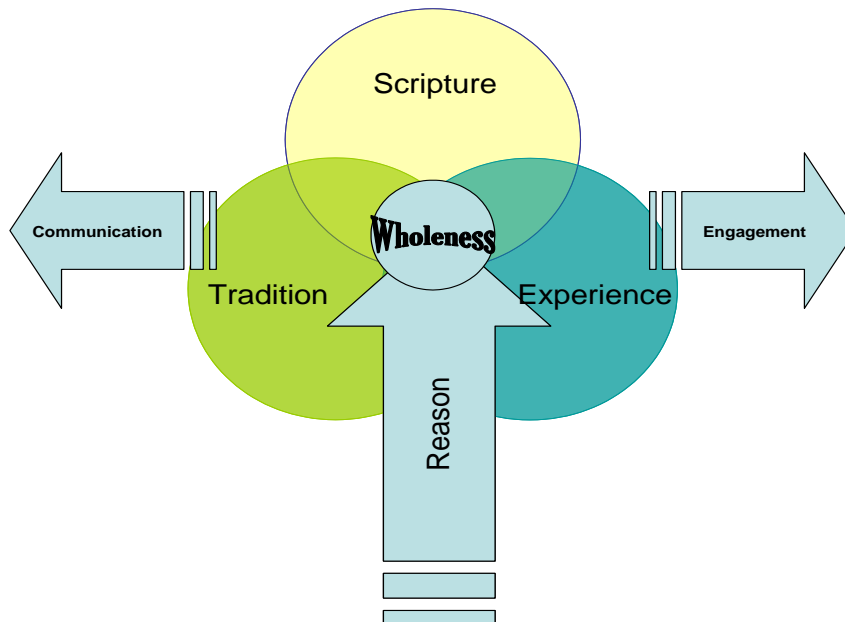 Scripture
Communication
Wholeness
Engagement
Tradition
Experience
Reason